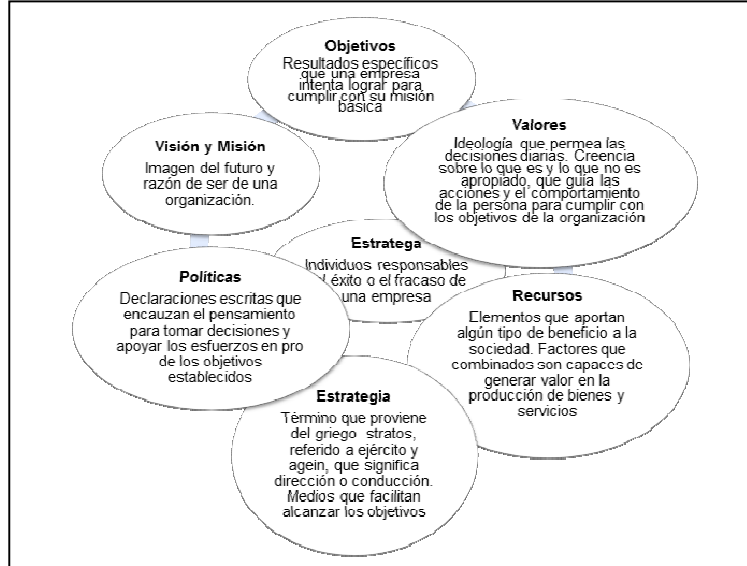 Objetivos
Resultados específicos
que una empresa
intenta lograr para
cumplir con su misión
básica
Visión y Misión
Imagen del futuro y
razón de ser de una
organización.
Valores
Ideología que permea las
decisiones diarias. Creencia
sobre lo que es y lo que no es
apropiado, que guía las
acciones y el comportamiento
de la persona para cumplir con
los objetivos de la organización
Estratega
Individuos responsables
éxito o el fracaso de
una empresa
Políticas
Declaraciones escritas que
encauzan el pensamiento
para tomar decisiones y
apoyar los esfuerzos en pro
de los objetivos
establecidos
Recursos
Elementos que aportan
algún tipo de beneficio a la
sociedad. Factores que
combinados son capaces de
generar valor en la
producción de bienes y
servicios
Estrategia
Término que proviene
del griego stratos,
referido a ejército y
agein, que significa
dirección o conducción.
Medios que facilitan
alcanzar los objetivos